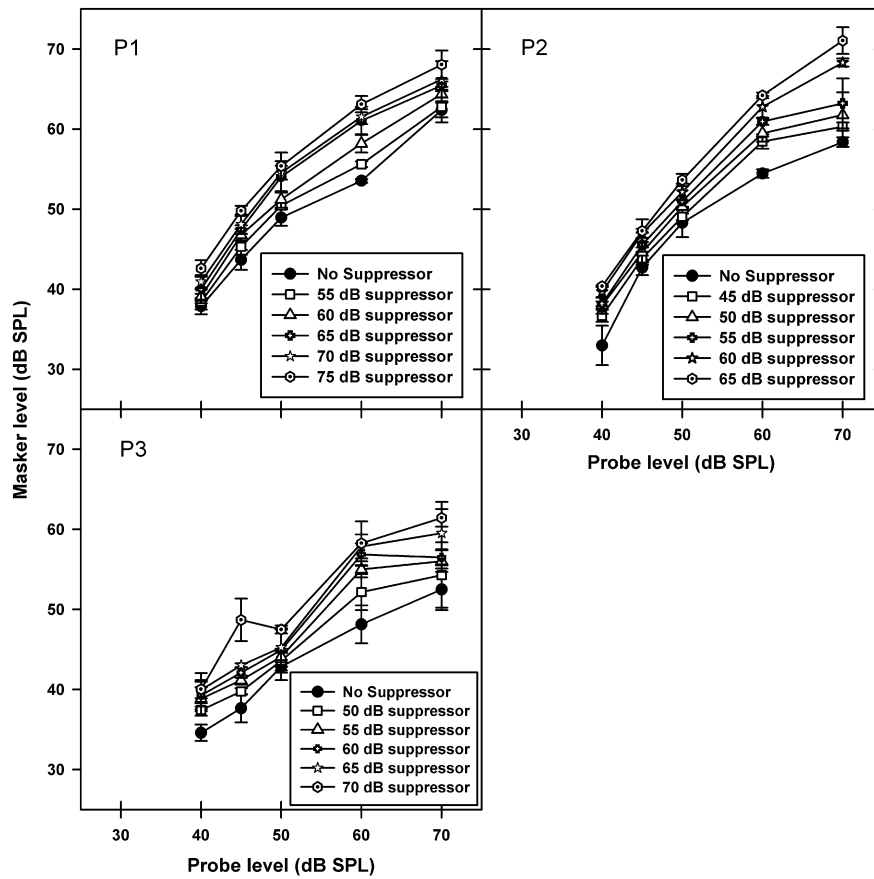 P1
P2
70
60
50
40
30
No Suppressor
55 dB suppressor
60 dB suppressor
65 dB suppressor
70 dB suppressor
75 dB suppressor
No Suppressor
45 dB suppressor
50 dB suppressor
55 dB suppressor
60 dB suppressor
65 dB suppressor
30 40 50 60 70
Probe level (dB SPL)
Masker level (dB SPL)
P3
70
60
50
40
30
No Suppressor
50 dB suppressor
55 dB suppressor
60 dB suppressor
65 dB suppressor
70 dB suppressor
30 40 50 60 70
Probe level (dB SPL)